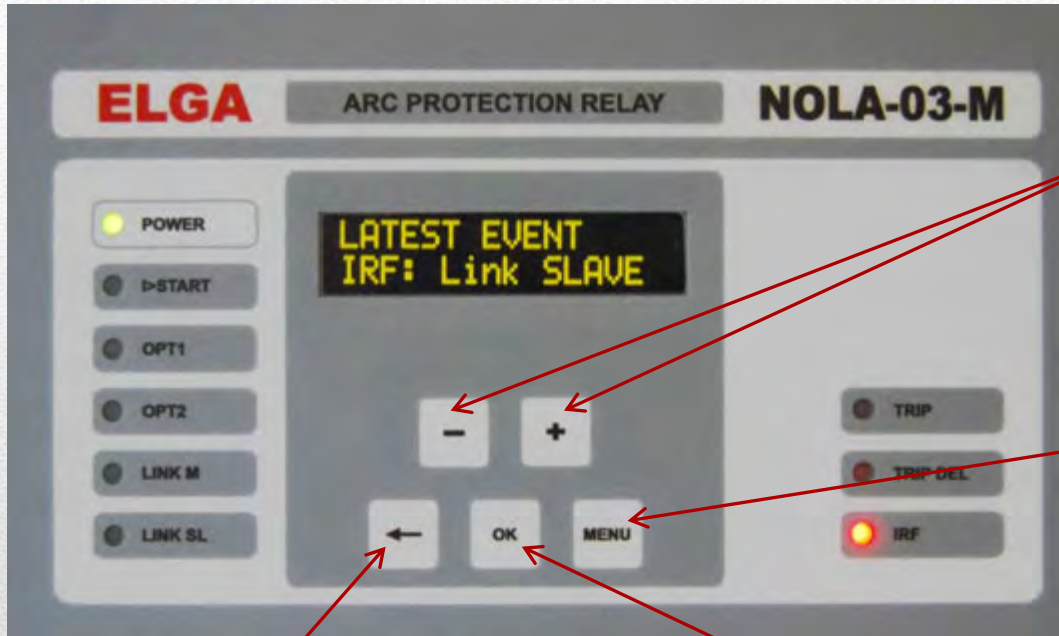 ELGA ARC PROTECTION RELAY NOLA-03-M
POWER
LATEST EVENT
IRF: Link SLAVE
▷START
OPT1
OPT2
LINK M
LINK SL
- +
← OK MENU
TRIP
TRIP DEL
IRF